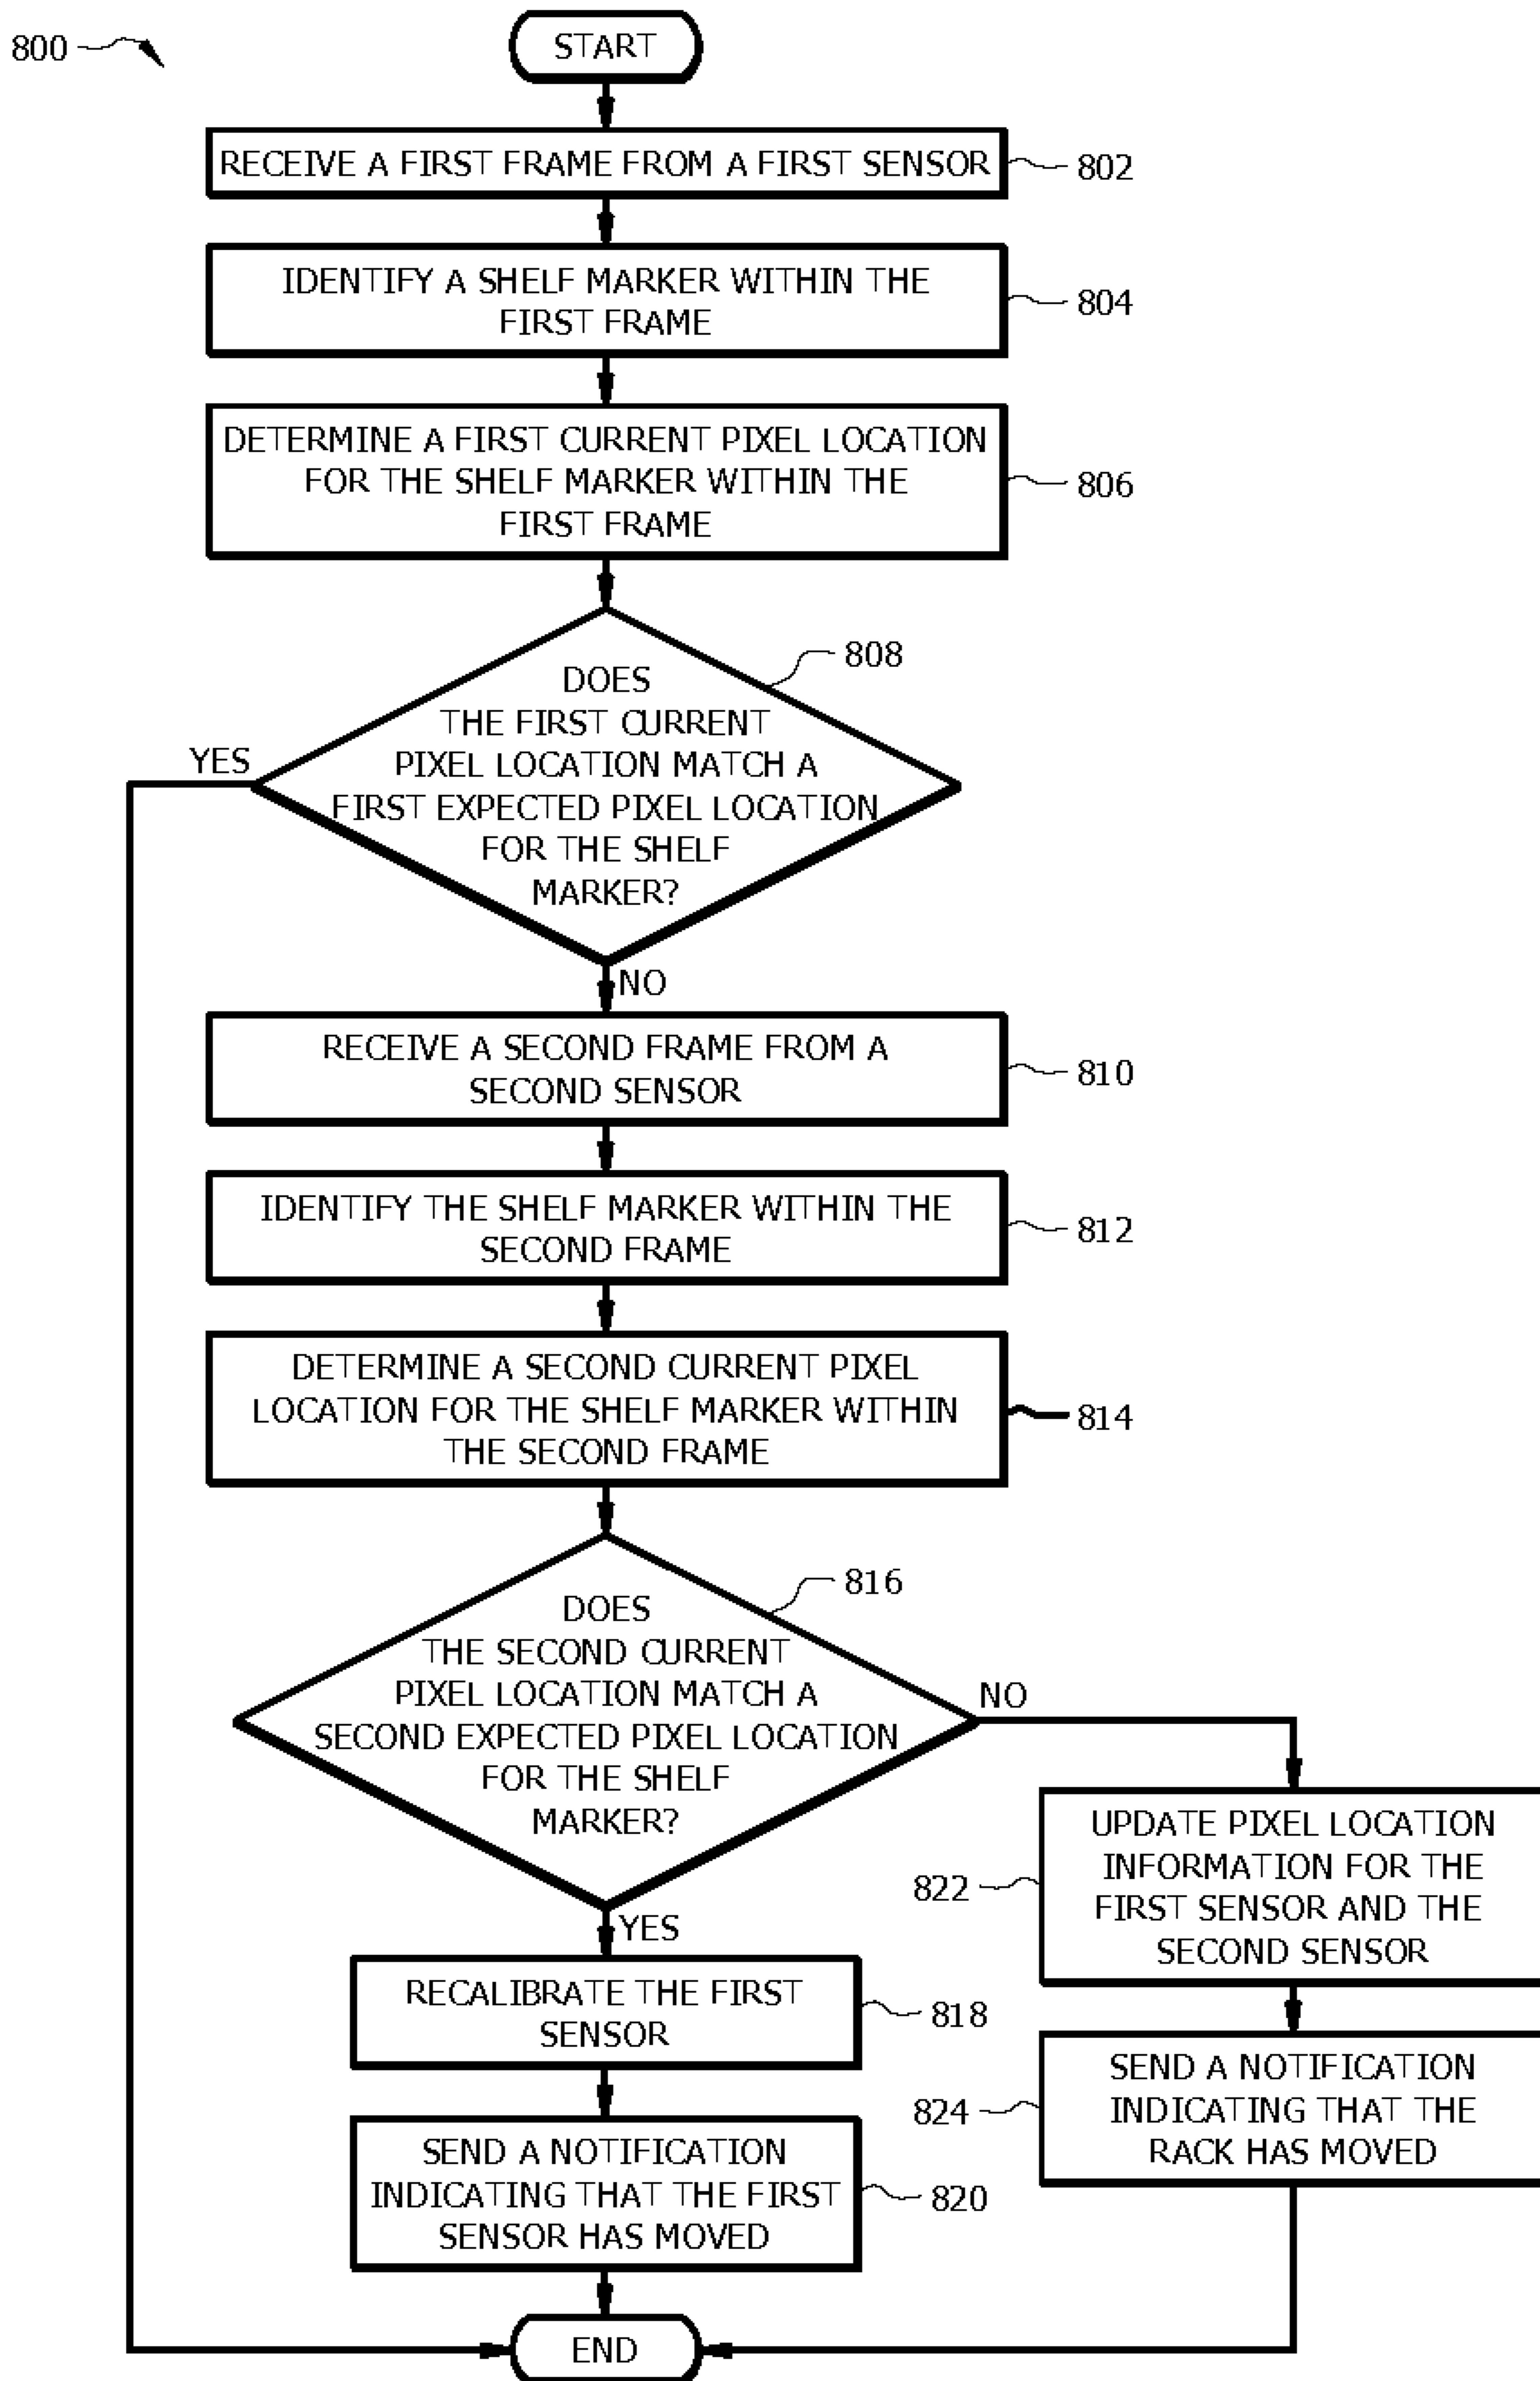 800
START
RECEIVE A FIRST FRAME FROM A FIRST SENSOR
802
IDENTIFY A SHELF MARKER WITHIN THE
FIRST FRAME
804
DETERMINE A FIRST CURRENT PIXEL LOCATION
FOR THE SHELF MARKER WITHIN THE
FIRST FRAME
806
808
DOES
THE FIRST CURRENT
PIXEL LOCATION MATCH A
FIRST EXPECTED PIXEL LOCATION
FOR THE SHELF
MARKER?
YES
NO
RECEIVE A SECOND FRAME FROM A
SECOND SENSOR
810
IDENTIFY THE SHELF MARKER WITHIN THE
SECOND FRAME
812
DETERMINE A SECOND CURRENT PIXEL
LOCATION FOR THE SHELF MARKER WITHIN
THE SECOND FRAME
814
816
DOES
THE SECOND CURRENT
PIXEL LOCATION MATCH A
SECOND EXPECTED PIXEL LOCATION
FOR THE SHELF
MARKER?
NO
YES
UPDATE PIXEL LOCATION
INFORMATION FOR THE
FIRST SENSOR AND THE
SECOND SENSOR
822
RECALIBRATE THE FIRST
SENSOR
818
SEND A NOTIFICATION
INDICATING THAT THE
RACK HAS MOVED
824
SEND A NOTIFICATION
INDICATING THAT THE FIRST
SENSOR HAS MOVED
820
END